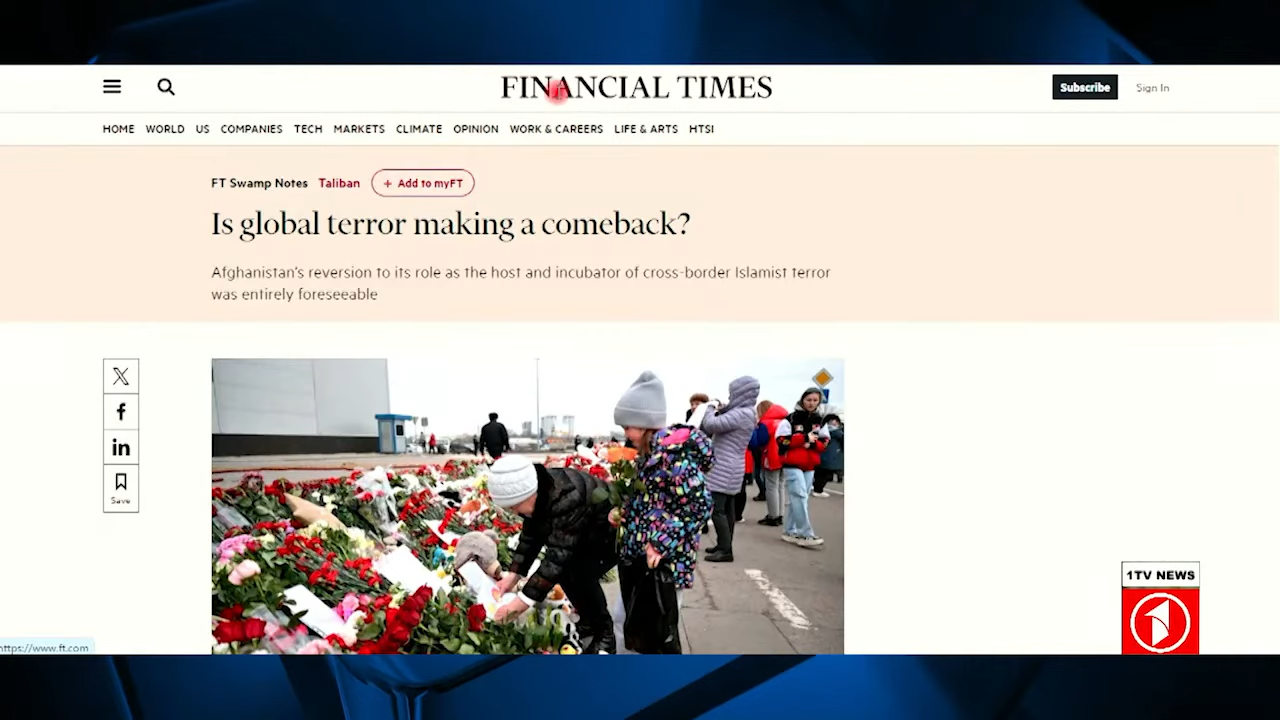 FINANCIAL TIMES
Subscribe
Sign In
HOME WORLD US COMPANIES TECH MARKETS CLIMATE OPINION WORK & CAREERS LIFE & ARTS HTSI
FT Swamp Notes Taliban + Add to myFT
Is global terror making a comeback?
Afghanistan's reversion to its role as the host and incubator of cross-border Islamist terror
was entirely foreseeable
X
f
in
Save
1TV NEWS
https://www.ft.com